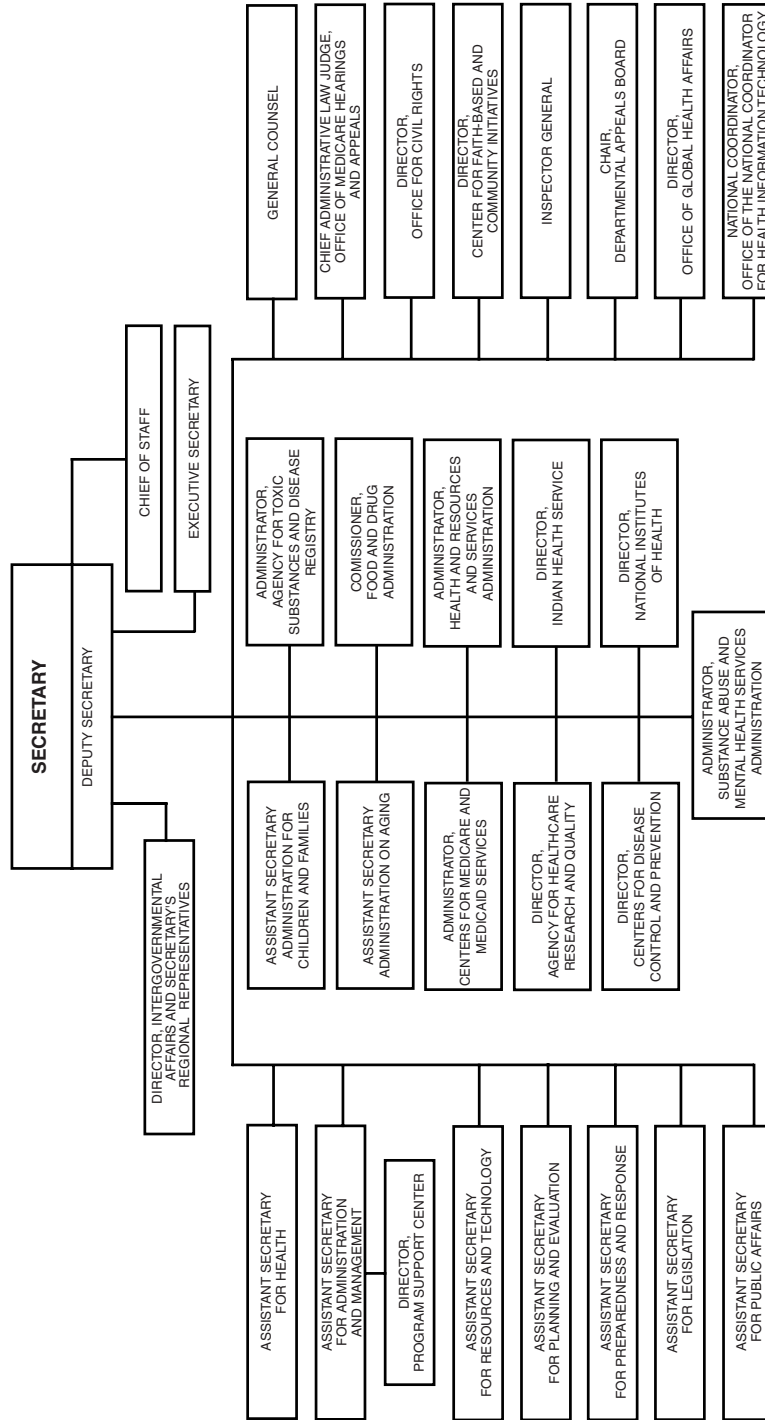 SECRETARY
DEPUTY SECRETARY
DIRECTOR, INTERGOVERNMENTAL
AFFAIRS AND SECRETARY'S
REGIONAL REPRESENTATIVES
CHIEF OF STAFF
EXECUTIVE SECRETARY
ASSISTANT SECRETARY
FOR HEALTH
ASSISTANT SECRETARY
FOR ADMINISTRATION
AND MANAGEMENT
DIRECTOR,
PROGRAM SUPPORT CENTER
ASSISTANT SECRETARY
FOR RESOURCES AND TECHNOLOGY
ASSISTANT SECRETARY
FOR PLANNING AND EVALUATION
ASSISTANT SECRETARY
FOR PREPAREDNESS AND RESPONSE
ASSISTANT SECRETARY
FOR LEGISLATION
ASSISTANT SECRETARY
FOR PUBLIC AFFAIRS
ASSISTANT SECRETARY
ADMINISTRATION FOR
CHILDREN AND FAMILIES
ASSISTANT SECRETARY
ADMINISTRATION ON AGING
ADMINISTRATOR,
CENTERS FOR MEDICARE AND
MEDICAID SERVICES
DIRECTOR,
AGENCY FOR HEALTHCARE
RESEARCH AND QUALITY
DIRECTOR,
CENTERS FOR DISEASE
CONTROL AND PREVENTION
ADMINISTRATOR,
AGENCY FOR TOXIC
SUBSTANCES AND DISEASE
REGISTRY
COMISSIONER,
FOOD AND DRUG
ADMINISTRATION
ADMINISTRATOR,
HEALTH AND RESOURCES
AND SERVICES
ADMINISTRATION
DIRECTOR,
INDIAN HEALTH SERVICE
DIRECTOR,
NATIONAL INSTITUTES
OF HEALTH
ADMINISTRATOR,
SUBSTANCE ABUSE AND
MENTAL HEALTH SERVICES
ADMINISTRATION
GENERAL COUNSEL
CHIEF ADMINISTRATIVE LAW JUDGE,
OFFICE OF MEDICARE HEARINGS
AND APPEALS
DIRECTOR,
OFFICE FOR CIVIL RIGHTS
DIRECTOR,
CENTER FOR FAITH-BASED AND
COMMUNITY INITIATIVES
INSPECTOR GENERAL
CHAIR,
DEPARTMENTAL APPEALS BOARD
DIRECTOR,
OFFICE OF GLOBAL HEALTH AFFAIRS
NATIONAL COORDINATOR,
OFFICE OF THE NATIONAL COORDINATOR
FOR HEALTH INFORMATION TECHNOLOGY